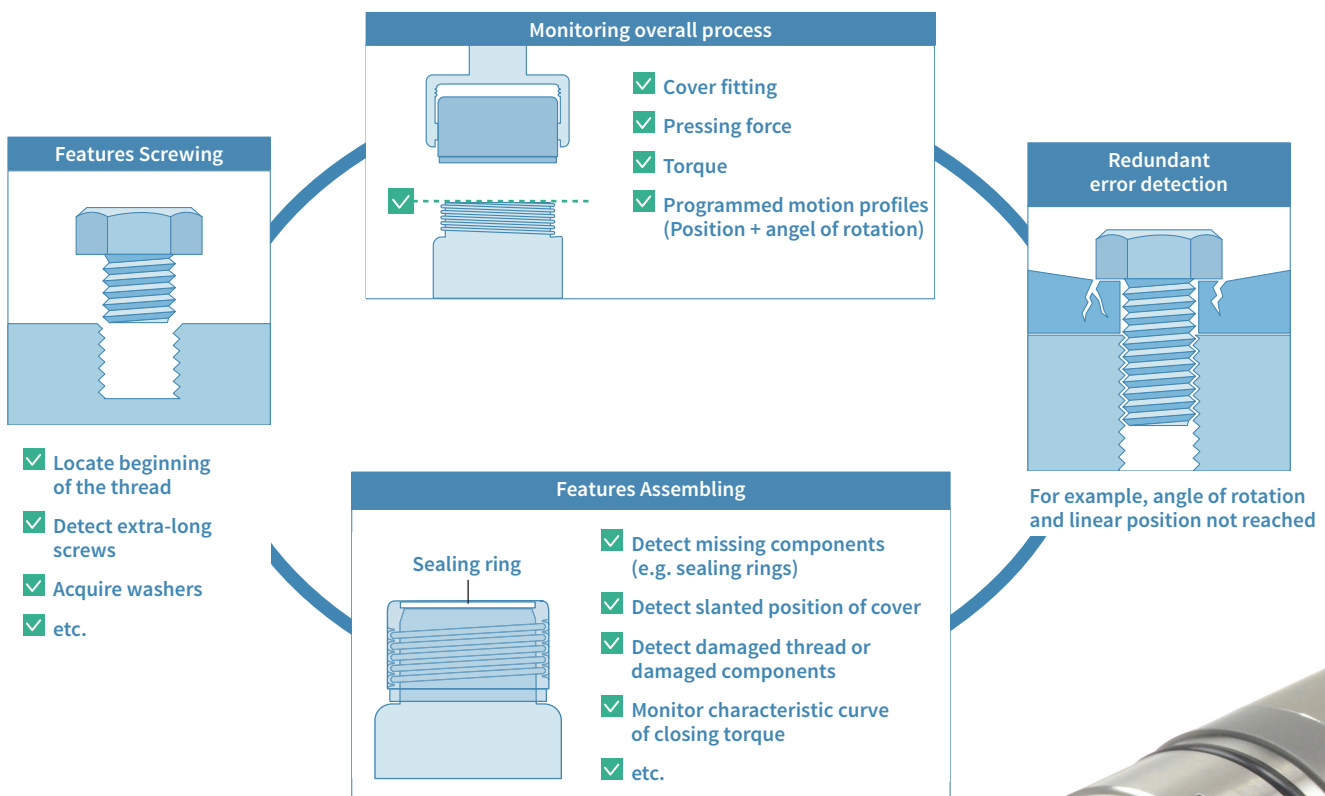 Monitoring overall process
Cover fitting
Pressing force
Torque
Programmed motion profiles
(Position + angel of rotation)
Features Screwing
Locate beginning
of the thread
Detect extra-long
screws
Acquire washers
etc.
Redundant
error detection
For example, angle of rotation
and linear position not reached
Features Assembling
Sealing ring
Detect missing components
(e.g. sealing rings)
Detect slanted position of cover
Detect damaged thread or
damaged components
Monitor characteristic curve
of closing torque
etc.